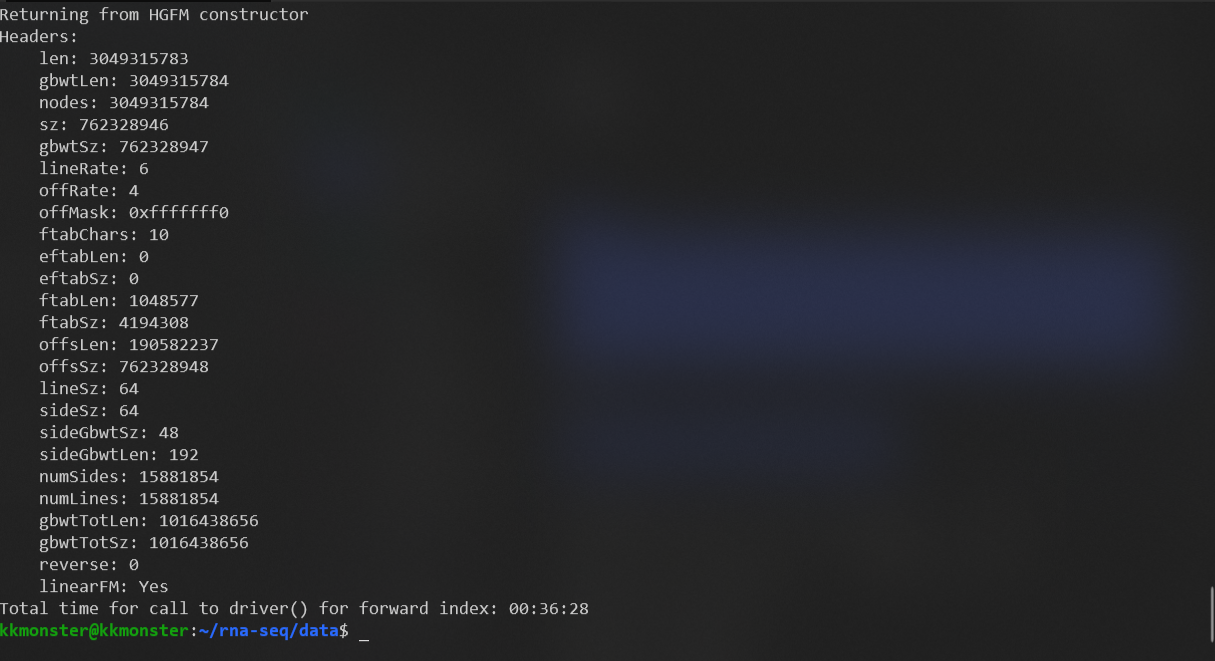 Returning from HGFM constructor
Headers:
    len: 3049315783
    gbwtLen: 3049315784
    nodes: 3049315784
    sz: 762328946
    gbwtSz: 762328947
    lineRate: 6
    offRate: 4
    offMask: 0xfffffff0
    ftabChars: 10
    eftabLen: 0
    eftabSz: 0
    ftabLen: 1048577
    ftabSz: 4194308
    offsLen: 190582237
    offsSz: 762328948
    lineSz: 64
    sideSz: 64
    sideGbwtSz: 48
    sideGbwtLen: 192
    numSides: 15881854
    numLines: 15881854
    gbwtTotLen: 1016438656
    gbwtTotSz: 1016438656
    reverse: 0
    linearFM: Yes
Total time for call to driver() for forward index: 00:36:28
kkmonster@kkmonster:~/rna-seq/data$ _